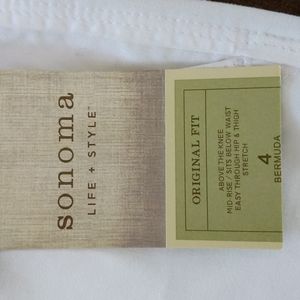 sonoma
LIFE + STYLE™
ORIGINAL FIT
ABOVE THE KNEE
MID-RISE / SITS BELOW WAIST
EASY THROUGH HIP & THIGH
STRETCH
4
BERMUDA